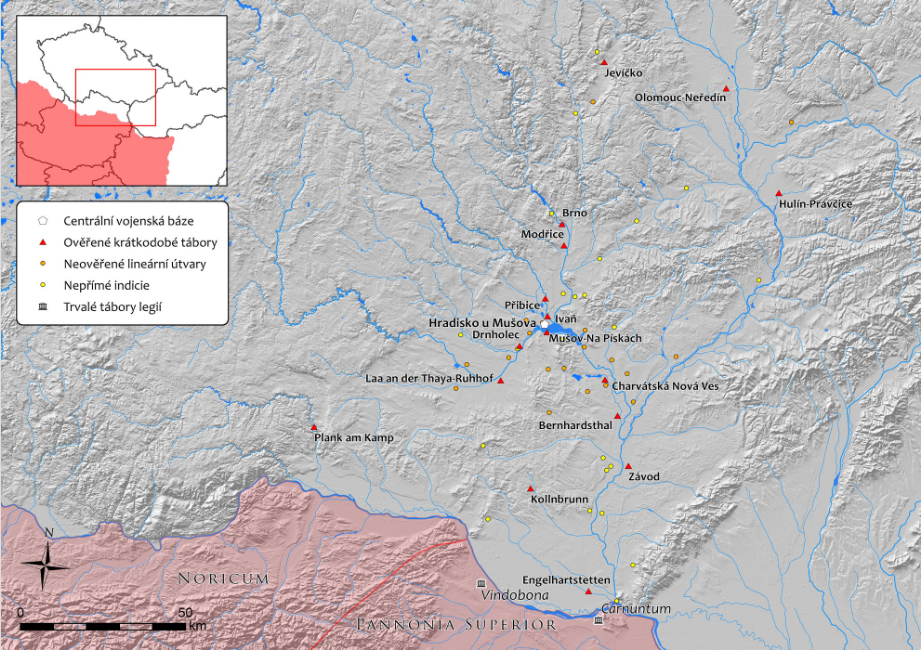 Jevíčko
Olomouc-Neředín
Hulín-Pravčice
Centrální vojenská báze
Ověřené krátkodobé tábory
Neověřené lineární útvary
Nepřímé indicie
Trvalé tábory legií
Brno
Modřice
Přibice
Ivaň
Hradisko u Mušova
Drnholec
Mušov-Na Pískách
Laa an der Thaya-Ruhhof
Charvátská Nová Ves
Bernhardsthal
Plank am Kamp
Závod
Kollnbrunn
N
Noricum
Engelhartstetten
Vindobona
Carnuntum
0
50
km
Pannonia Superior